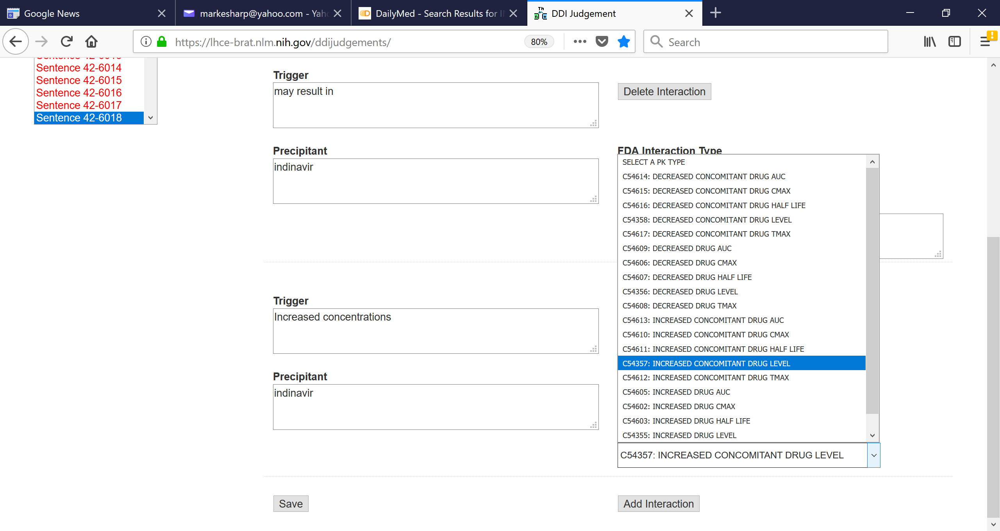 Google News
markesharp@yahoo.com - Yaho
DailyMed - Search Results for I
DDI Judgement
https://lhce-brat.nlm.nih.gov/ddijudgements/
80%
Search
Sentence 42-6014
Sentence 42-6015
Sentence 42-6016
Sentence 42-6017
Sentence 42-6018
Trigger
may result in
Delete Interaction
Precipitant
indinavir
FDA Interaction Type
SELECT A PK TYPE
C54614: DECREASED CONCOMITANT DRUG AUC
C54615: DECREASED CONCOMITANT DRUG CMAX
C54616: DECREASED CONCOMITANT DRUG HALF LIFE
C54358: DECREASED CONCOMITANT DRUG LEVEL
C54617: DECREASED CONCOMITANT DRUG TMAX
C54609: DECREASED DRUG AUC
C54606: DECREASED DRUG CMAX
C54607: DECREASED DRUG HALF LIFE
C54356: DECREASED DRUG LEVEL
C54608: DECREASED DRUG TMAX
C54613: INCREASED CONCOMITANT DRUG AUC
C54610: INCREASED CONCOMITANT DRUG CMAX
C54611: INCREASED CONCOMITANT DRUG HALF LIFE
C54357: INCREASED CONCOMITANT DRUG LEVEL
C54612: INCREASED CONCOMITANT DRUG TMAX
C54605: INCREASED DRUG AUC
C54602: INCREASED DRUG CMAX
C54603: INCREASED DRUG HALF LIFE
C54355: INCREASED DRUG LEVEL
C54357: INCREASED CONCOMITANT DRUG LEVEL
Trigger
Increased concentrations
Precipitant
indinavir
Save
Add Interaction